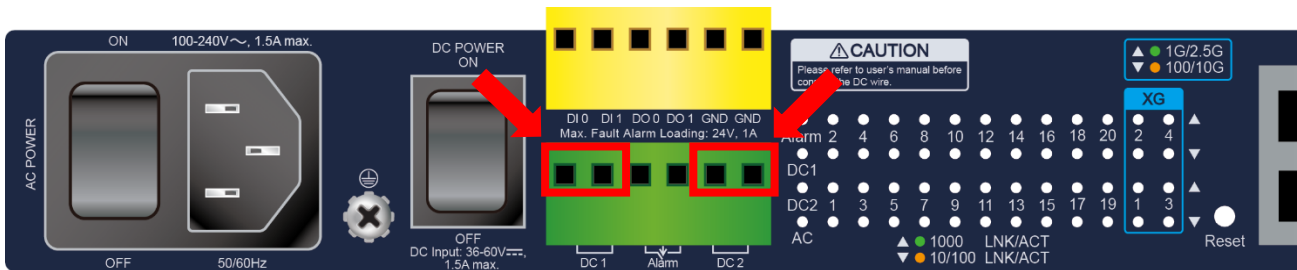 ON
100-240V～, 1.5A max.
AC POWER
OFF
50/60Hz
DC POWER
ON
OFF
DC Input: 36-60V⎓,
1.5A max.
DI 0 DI 1 DO 0 DO 1 GND GND
Max. Fault Alarm Loading: 24V, 1A
DC 1 Alarm DC 2
⚠ CAUTION
Please refer to user's manual before
the DC wire.
▲ 1G/2.5G
▼ 100/10G
XG
Alarm 2 4 6 8 10 12 14 16 18 20 2 4 ▲
DC1 ▼
DC2 1 3 5 7 9 11 13 15 17 19 1 3 ▲
AC ▼
▲ 1000 LNK/ACT
▼ 10/100 LNK/ACT
Reset